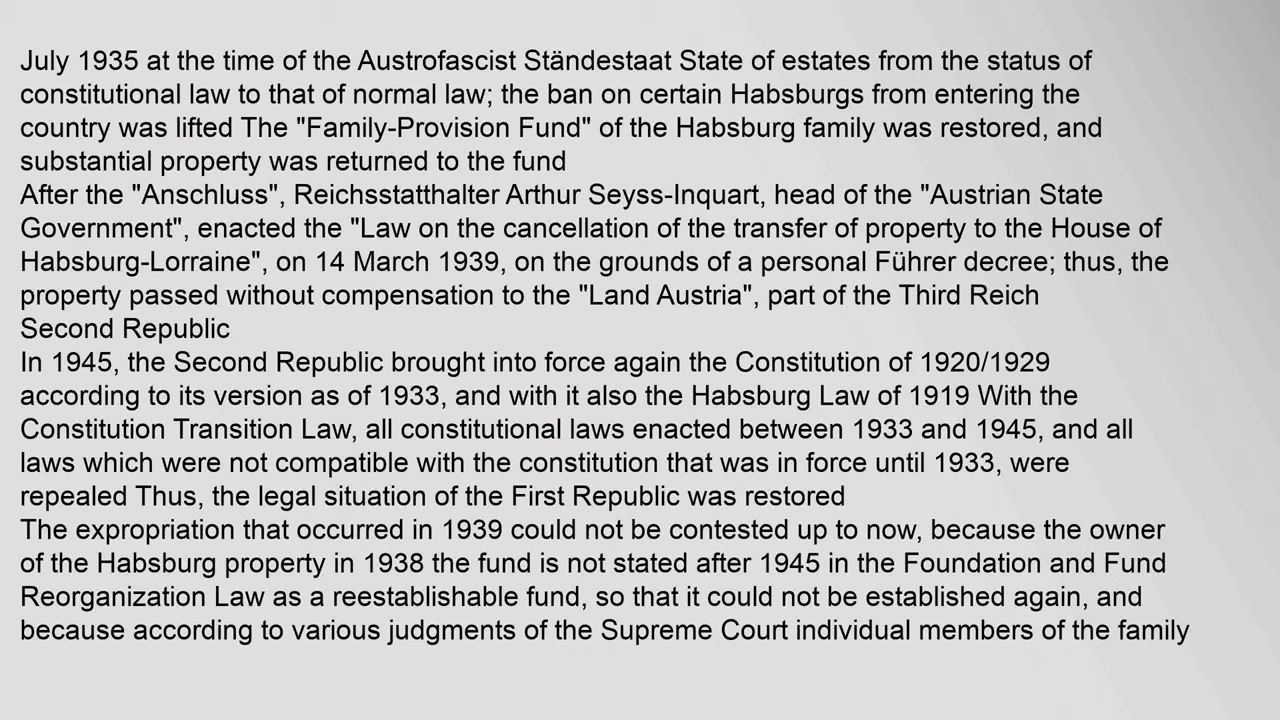 July 1935 at the time of the Austrofascist Ständestaat State of estates from the status of
constitutional law to that of normal law; the ban on certain Habsburgs from entering the
country was lifted The "Family-Provision Fund" of the Habsburg family was restored, and
substantial property was returned to the fund
After the "Anschluss", Reichsstatthalter Arthur Seyss-Inquart, head of the "Austrian State
Government", enacted the "Law on the cancellation of the transfer of property to the House of
Habsburg-Lorraine", on 14 March 1939, on the grounds of a personal Führer decree; thus, the
property passed without compensation to the "Land Austria", part of the Third Reich
Second Republic
In 1945, the Second Republic brought into force again the Constitution of 1920/1929
according to its version as of 1933, and with it also the Habsburg Law of 1919 With the
Constitution Transition Law, all constitutional laws enacted between 1933 and 1945, and all
laws which were not compatible with the constitution that was in force until 1933, were
repealed Thus, the legal situation of the First Republic was restored
The expropriation that occurred in 1939 could not be contested up to now, because the owner
of the Habsburg property in 1938 the fund is not stated after 1945 in the Foundation and Fund
Reorganization Law as a reestablishable fund, so that it could not be established again, and
because according to various judgments of the Supreme Court individual members of the family